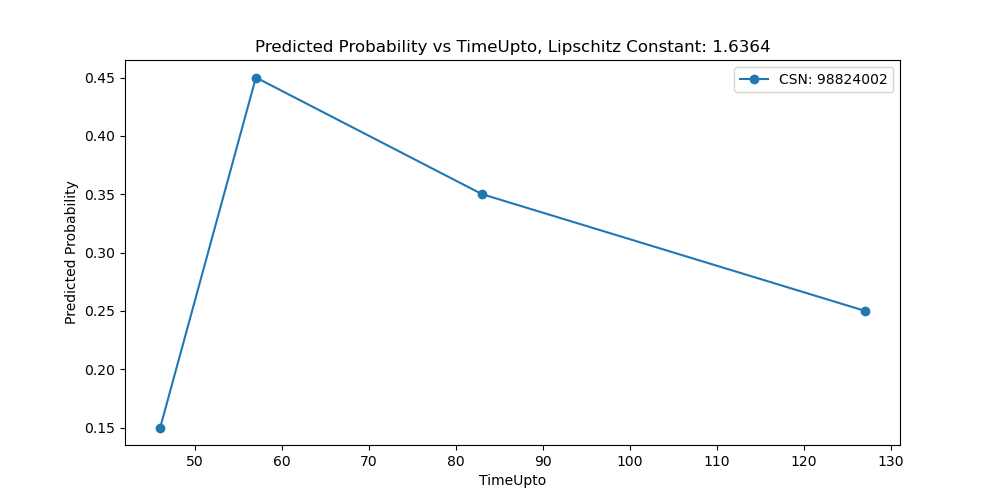 Predicted Probability vs TimeUpto, Lipschitz Constant: 1.6364
CSN: 98824002
Predicted Probability
0.45
0.40
0.35
0.30
0.25
0.20
0.15
50 60 70 80 90 100 110 120 130
TimeUpto